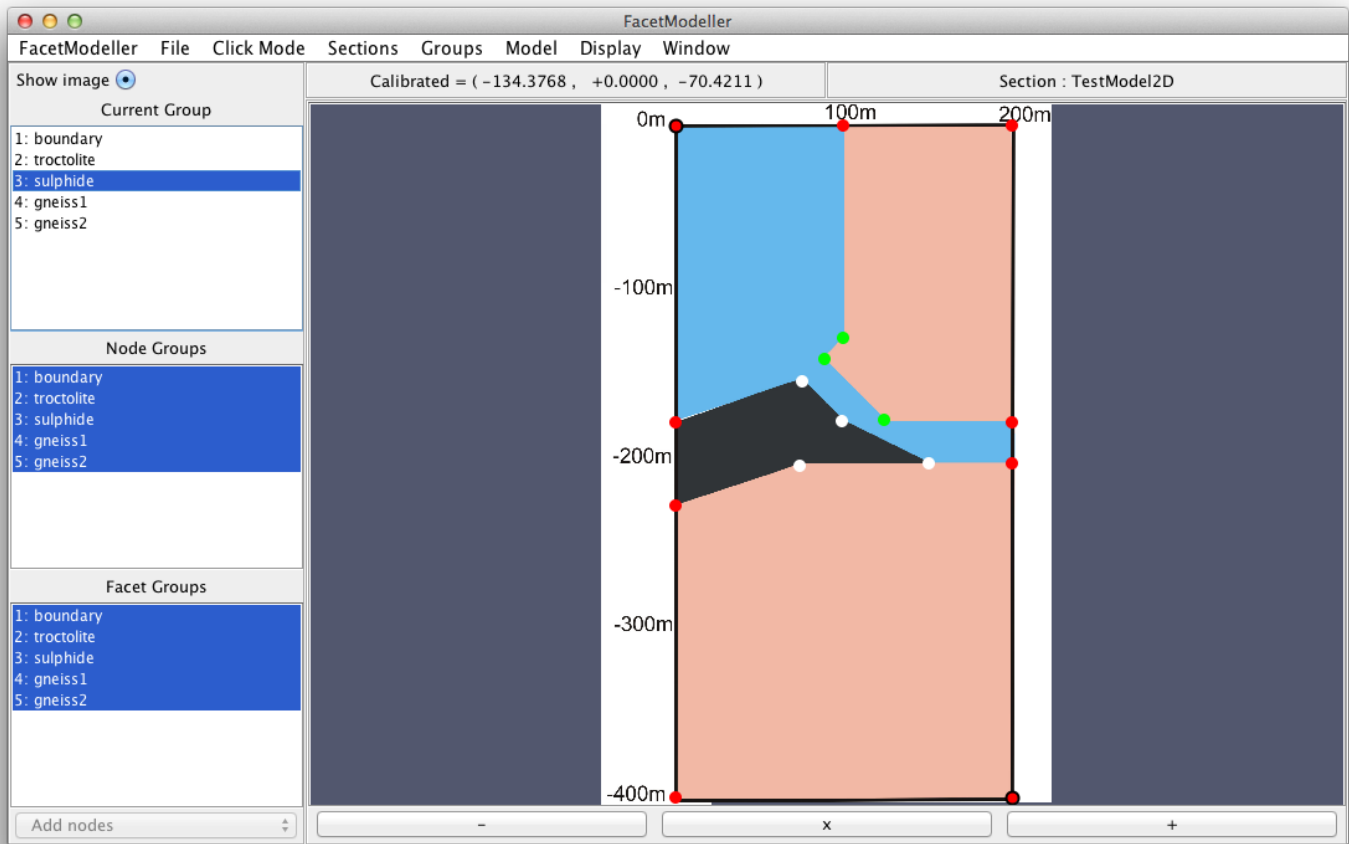 FacetModeller
FacetModeller File Click Mode Sections Groups Model Display Window
Show image
Calibrated = ( -134.3768 , +0.0000 , -70.4211 )
Section : TestModel2D
Current Group
1: boundary
2: troctolite
3: sulphide
4: gneiss1
5: gneiss2
Node Groups
1: boundary
2: troctolite
3: sulphide
4: gneiss1
5: gneiss2
Facet Groups
1: boundary
2: troctolite
3: sulphide
4: gneiss1
5: gneiss2
Add nodes
0m
100m
200m
-100m
-200m
-300m
-400m
-
x
+